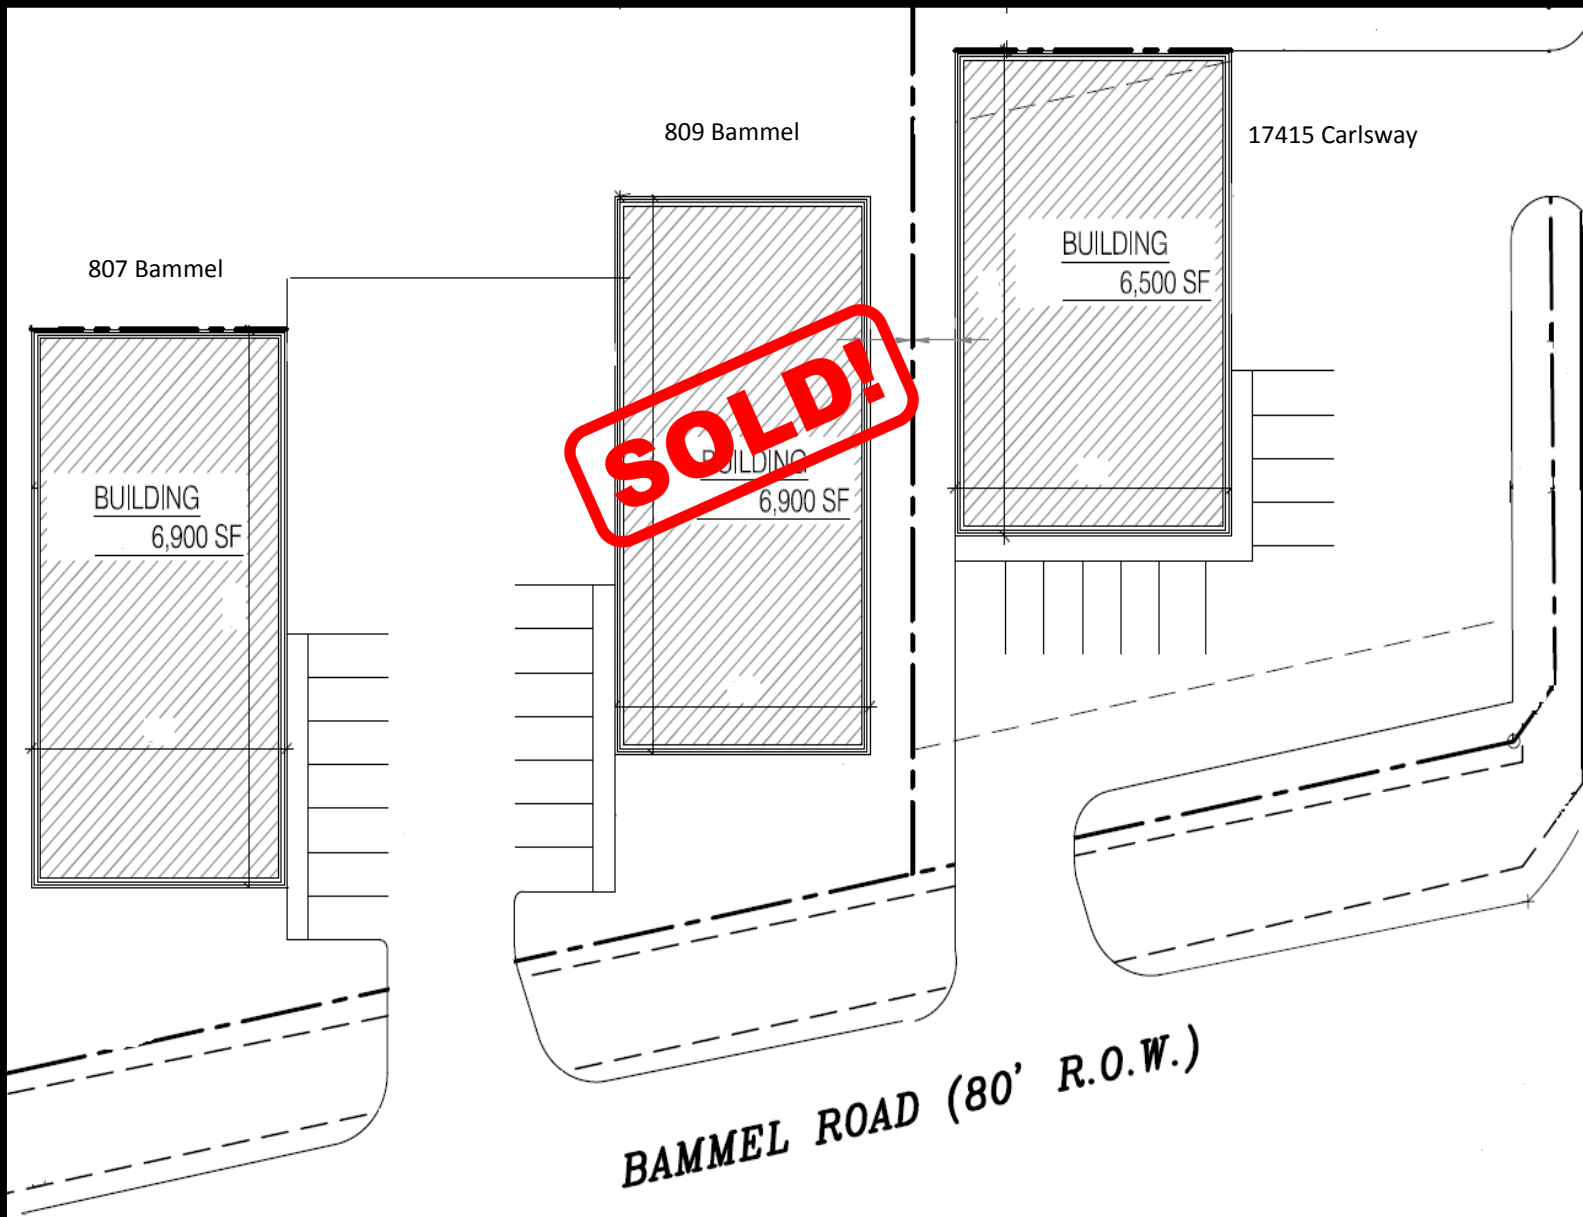 809 Bammel
17415 Carlsway
807 Bammel
BUILDING
6,500 SF
SOLD!
BUILDING
6,900 SF
BUILDING
6,900 SF
BAMMEL ROAD (80' R.O.W.)